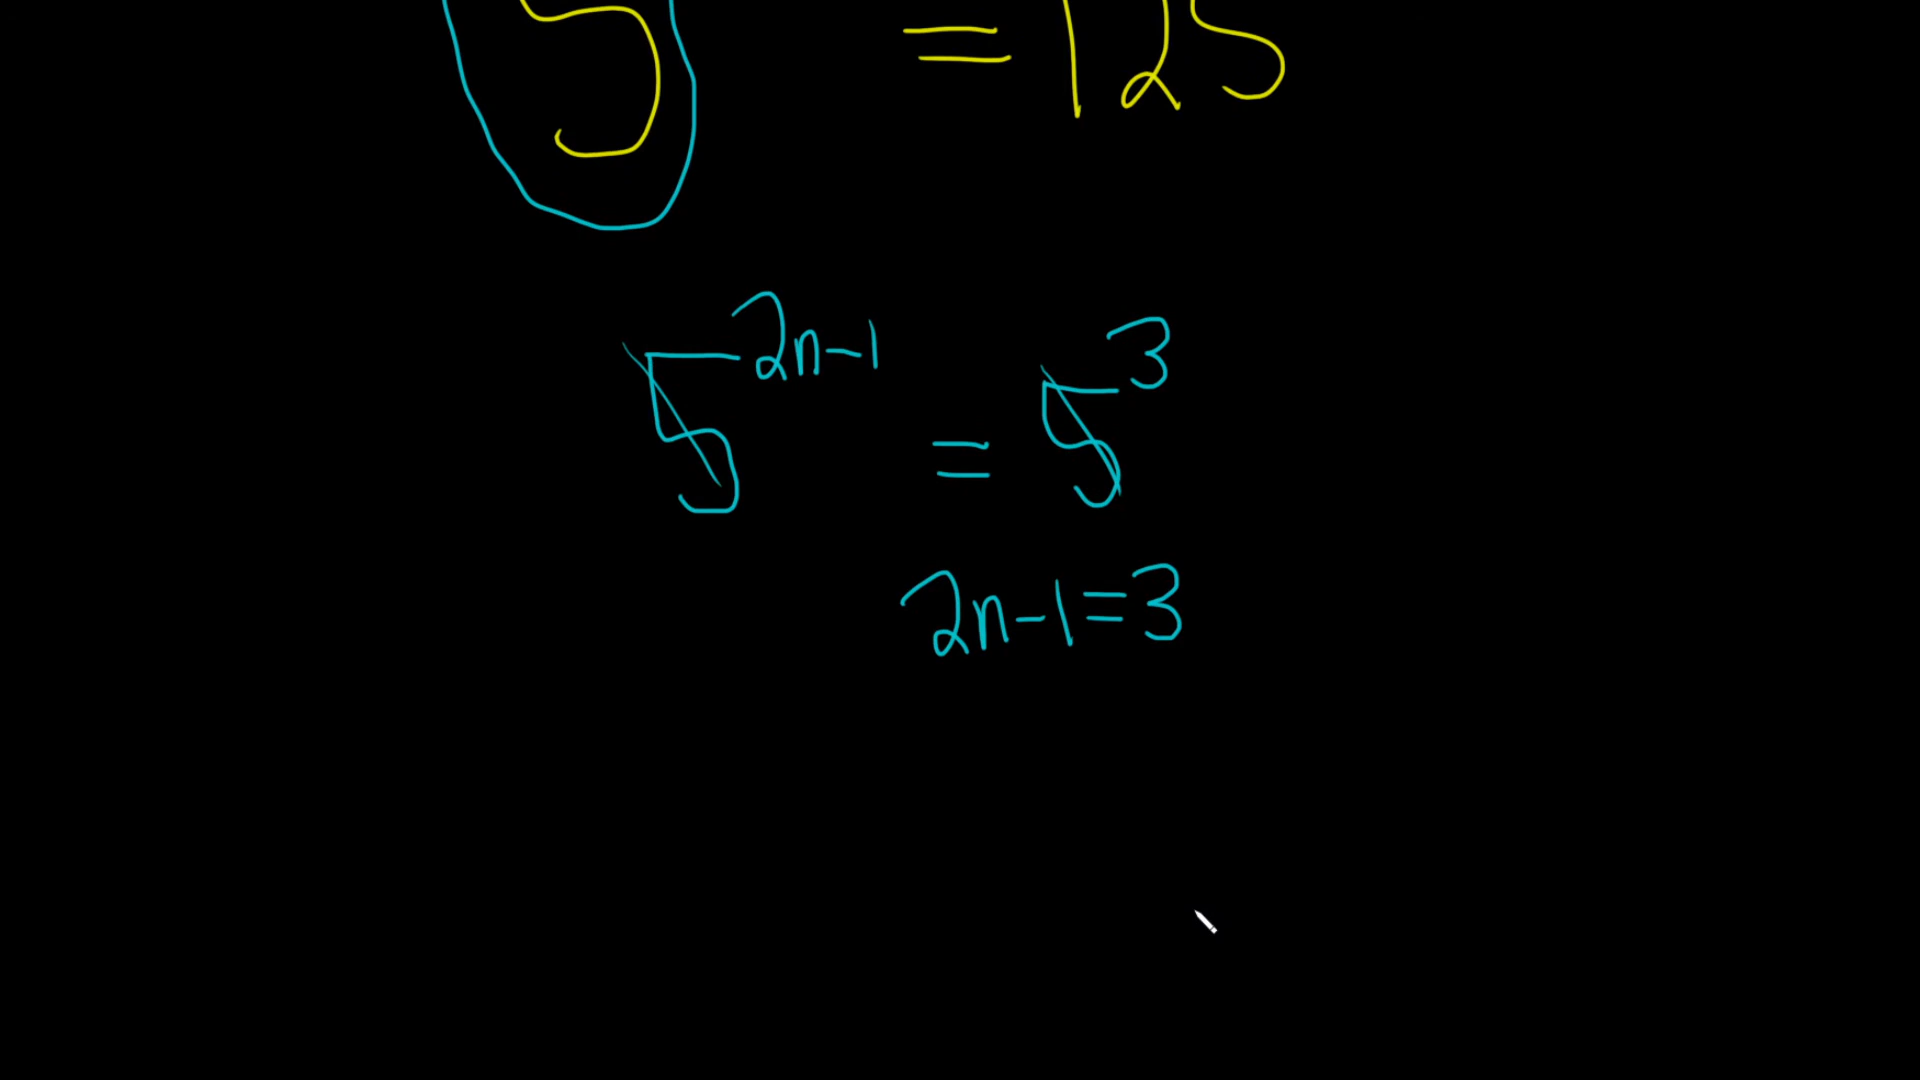 5 = 125
5^{2n-1} = 5^3
2n-1=3